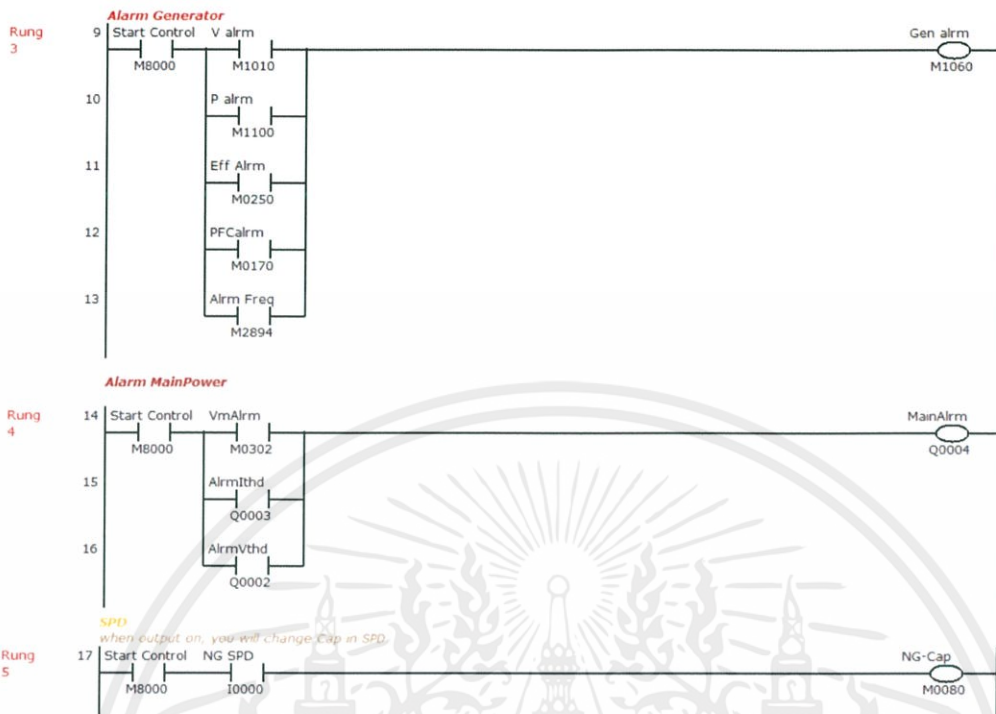 Alarm Generator
Rung 3
9 Start Control V alrm Gen alrm
M8000 M1010 M1060
10 P alrm
M1100
11 Eff Alrm
M0250
12 PFCalrm
M0170
13 Alrm Freq
M2894
Alarm MainPower
Rung 4
14 Start Control VmAlrm MainAlrm
M8000 M0302 Q0004
15 AlrmIthd
Q0003
16 AlrmVthd
Q0002
SPD
when output on, you will change Cap in SPD
Rung 5
17 Start Control NG SPD NG-Cap
M8000 I0000 M0080